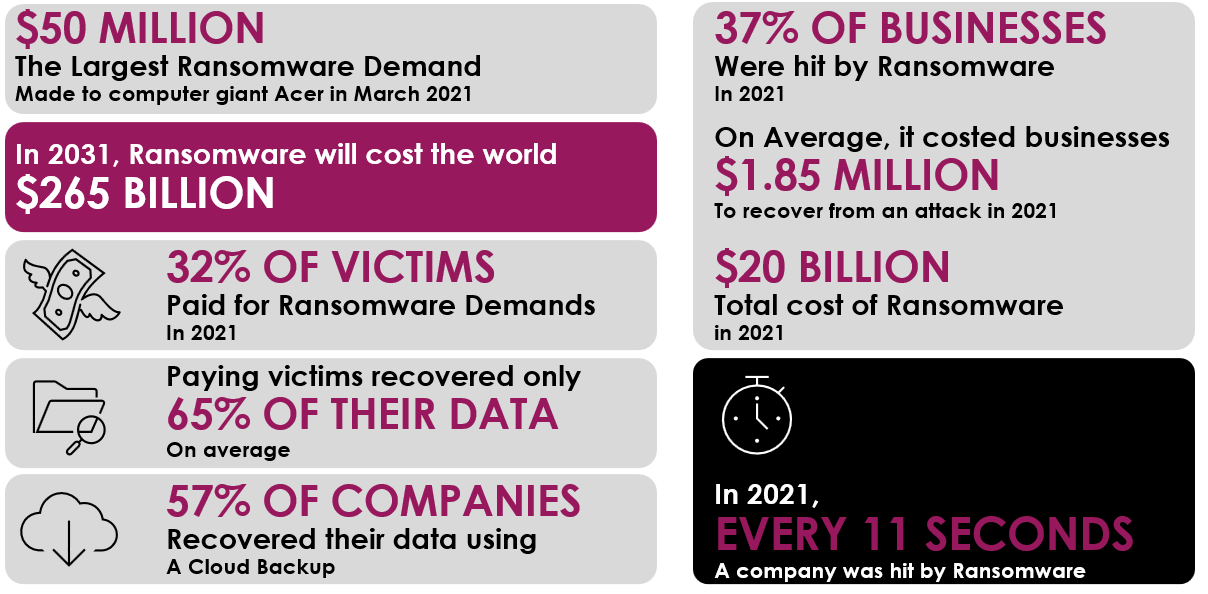 $50 MILLION
The Largest Ransomware Demand
Made to computer giant Acer in March 2021
In 2031, Ransomware will cost the world
$265 BILLION
32% OF VICTIMS
Paid for Ransomware Demands
In 2021
Paying victims recovered only
65% OF THEIR DATA
On average
57% OF COMPANIES
Recovered their data using
A Cloud Backup
37% OF BUSINESSES
Were hit by Ransomware
In 2021
On Average, it costed businesses
$1.85 MILLION
To recover from an attack in 2021
$20 BILLION
Total cost of Ransomware
in 2021
In 2021,
EVERY 11 SECONDS
A company was hit by Ransomware